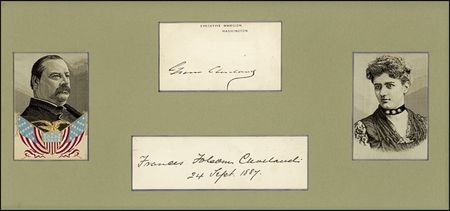 EXECUTIVE MANSION,
WASHINGTON.
Grover Cleveland
Frances Folsom Cleveland
24 Sept. 1887.